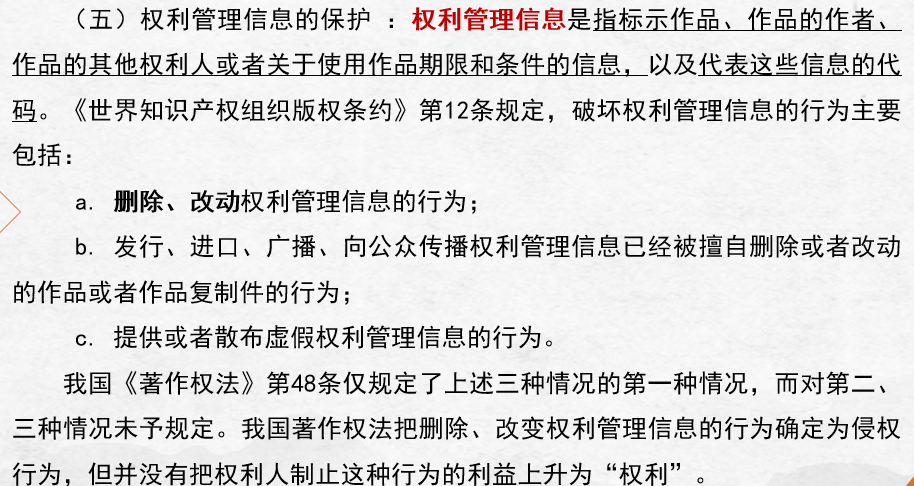 （五）权利管理信息的保护 ：权利管理信息是指标示作品、作品的作者、
作品的其他权利人或者关于使用作品期限和条件的信息，以及代表这些信息的代
码。《世界知识产权组织版权条约》第12条规定，破坏权利管理信息的行为主要
包括：
a. 删除、改动权利管理信息的行为；
b. 发行、进口、广播、向公众传播权利管理信息已经被擅自删除或者改动
的作品或者作品复制件的行为；
c. 提供或者散布虚假权利管理信息的行为。
我国《著作权法》第48条仅规定了上述三种情况的第一种情况，而对第二、
三种情况未予规定。我国著作权法把删除、改变权利管理信息的行为确定为侵权
行为，但并没有把权利人制止这种行为的利益上升为“权利”。